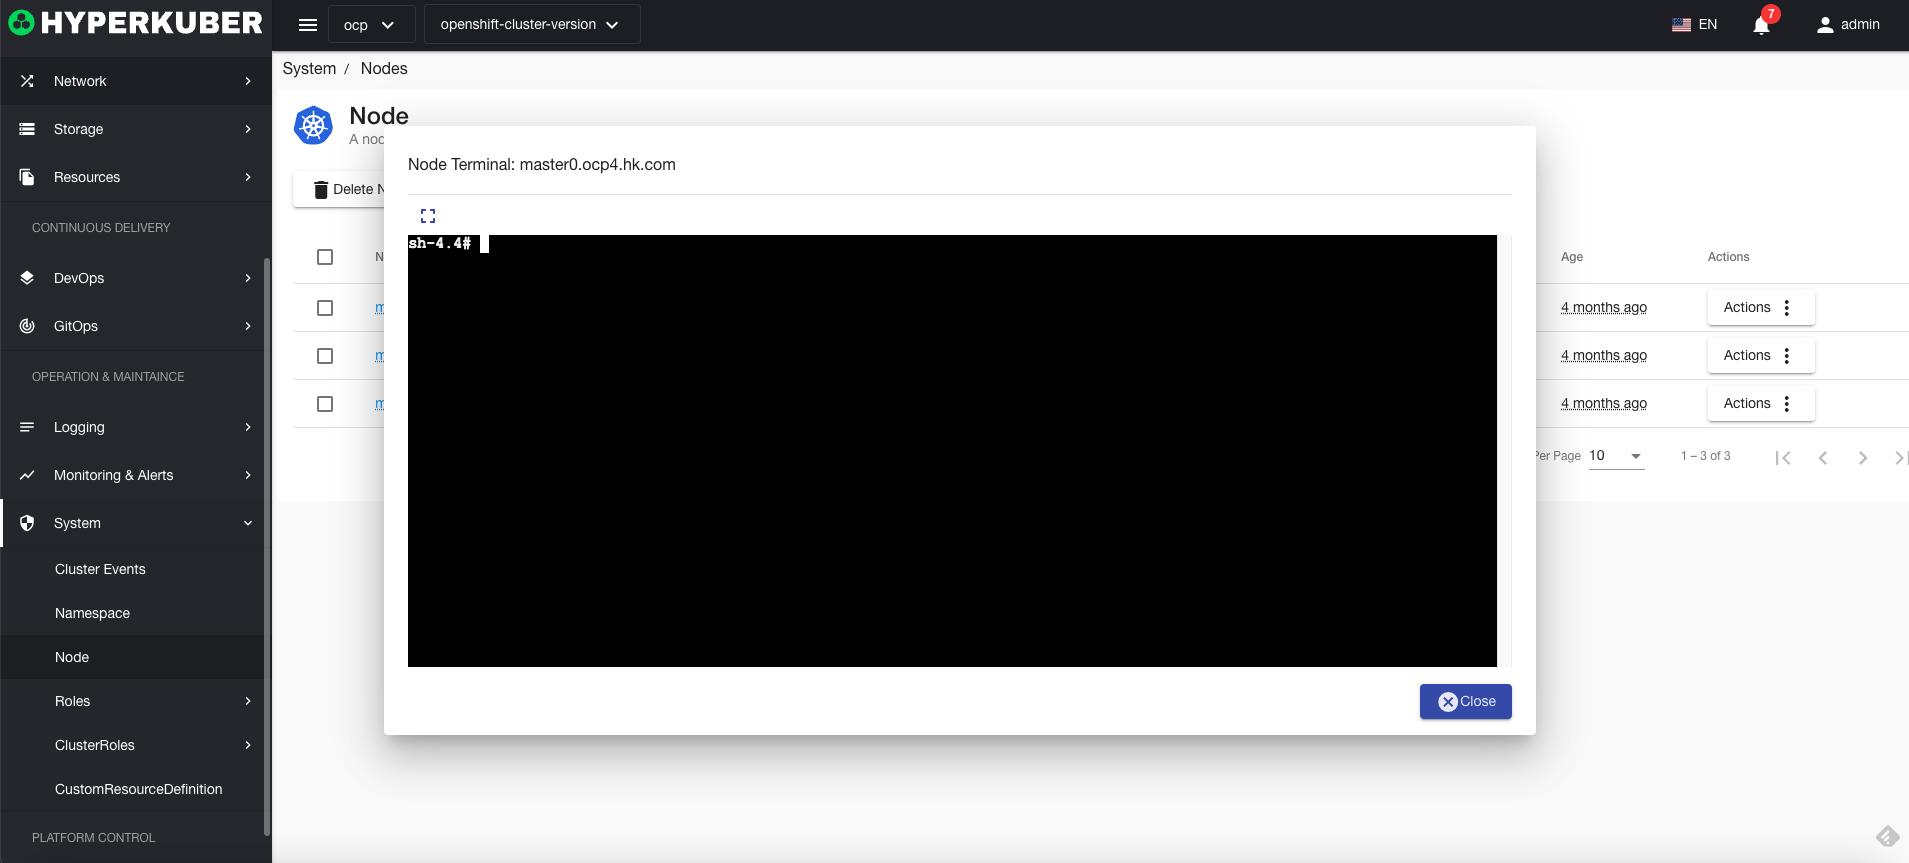 HYPERKUBER
ocp
openshift-cluster-version
EN
7
admin
Network
Storage
Resources
CONTINUOUS DELIVERY
DevOps
GitOps
OPERATION & MAINTAINCE
Logging
Monitoring & Alerts
System
Cluster Events
Namespace
Node
Roles
ClusterRoles
CustomResourceDefinition
PLATFORM CONTROL
System / Nodes
Node
A
Delete
Age
Actions
4 months ago
Actions
4 months ago
Actions
4 months ago
Actions
Per Page
10
1 – 3 of 3
Node Terminal: master0.ocp4.hk.com
sh-4.4#
Close